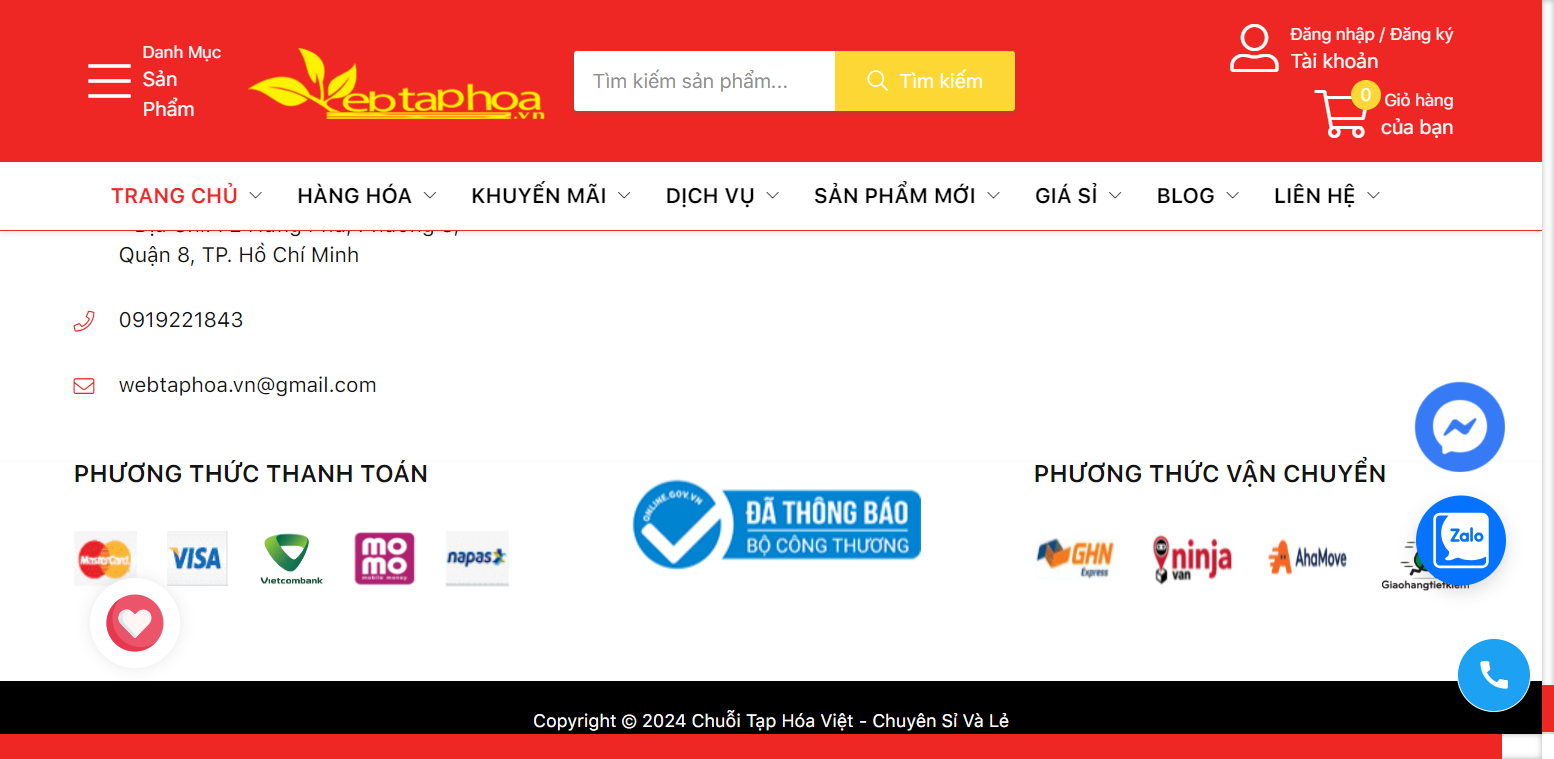 Danh Mục
Sản
Phẩm
ebtaphoa
.vn
Tìm kiếm sản phẩm...
Tìm kiếm
Đăng nhập / Đăng ký
Tài khoản
0
Giỏ hàng
của bạn
TRANG CHỦ
HÀNG HÓA
KHUYẾN MÃI
DỊCH VỤ
SẢN PHẨM MỚI
GIÁ SỈ
BLOG
LIÊN HỆ
Quận 8, TP. Hồ Chí Minh
0919221843
webtaphoa.vn@gmail.com
PHƯƠNG THỨC THANH TOÁN
PHƯƠNG THỨC VẬN CHUYỂN
MasterCard
VISA
Vietcombank
mo
mo
mobile money
napas
ONLINE.GOV.VN
ĐÃ THÔNG BÁO
BỘ CÔNG THƯƠNG
GHN
Express
ninja
van
AhaMove
Giaohangtietkiem
Zalo
Copyright © 2024 Chuỗi Tạp Hóa Việt - Chuyên Sỉ Và Lẻ